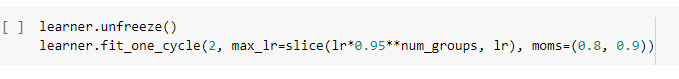 [ ] learner.unfreeze()
learner.fit_one_cycle(2, max_lr=slice(lr*0.95**num_groups, lr), moms=(0.8, 0.9))